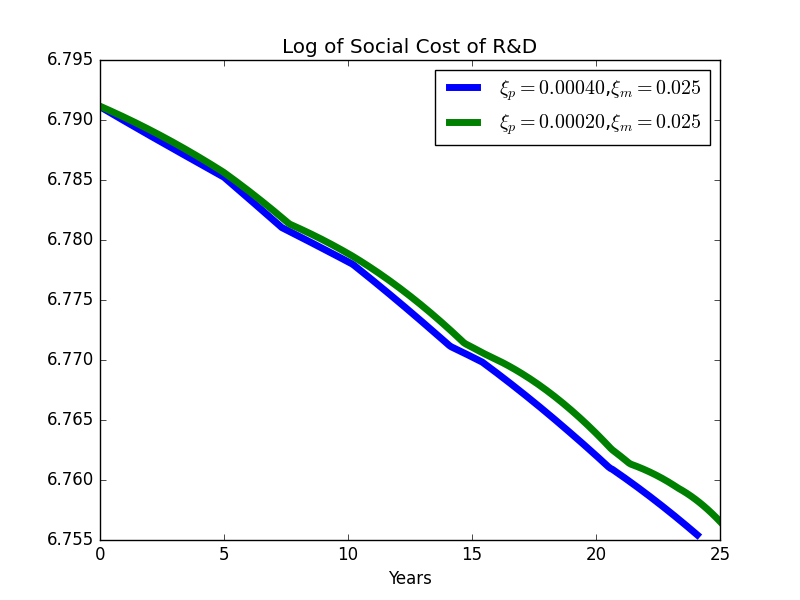 Log of Social Cost of R&D
6.795
6.790
6.785
6.780
6.775
6.770
6.765
6.760
6.755
ξₚ = 0.00040,ξₘ = 0.025
ξₚ = 0.00020,ξₘ = 0.025
0 5 10 15 20 25
Years